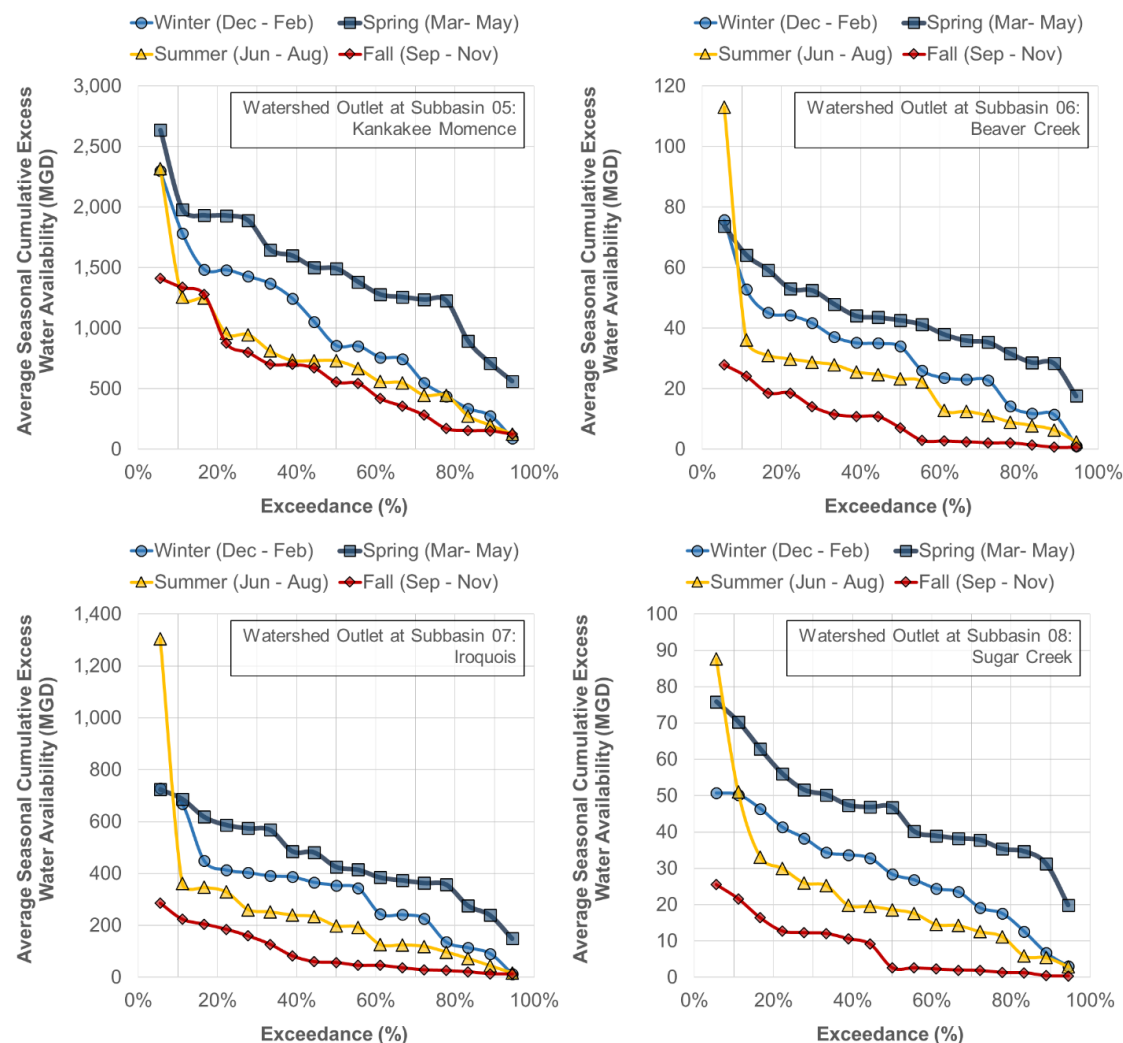 Winter (Dec - Feb)
Spring (Mar- May)
Summer (Jun - Aug)
Fall (Sep - Nov)
Average Seasonal Cumulative Excess
Water Availability (MGD)
3,000
2,500
2,000
1,500
1,000
500
0
Watershed Outlet at Subbasin 05:
Kankakee Momence
0%
20%
40%
60%
80%
100%
Exceedance (%)
Winter (Dec - Feb)
Spring (Mar- May)
Summer (Jun - Aug)
Fall (Sep - Nov)
Average Seasonal Cumulative Excess
Water Availability (MGD)
120
100
80
60
40
20
0
Watershed Outlet at Subbasin 06:
Beaver Creek
0%
20%
40%
60%
80%
100%
Exceedance (%)
Winter (Dec - Feb)
Spring (Mar- May)
Summer (Jun - Aug)
Fall (Sep - Nov)
Average Seasonal Cumulative Excess
Water Availability (MGD)
1,400
1,200
1,000
800
600
400
200
0
Watershed Outlet at Subbasin 07:
Iroquois
0%
20%
40%
60%
80%
100%
Exceedance (%)
Winter (Dec - Feb)
Spring (Mar- May)
Summer (Jun - Aug)
Fall (Sep - Nov)
Average Seasonal Cumulative Excess
Water Availability (MGD)
100
90
80
70
60
50
40
30
20
10
0
Watershed Outlet at Subbasin 08:
Sugar Creek
0%
20%
40%
60%
80%
100%
Exceedance (%)